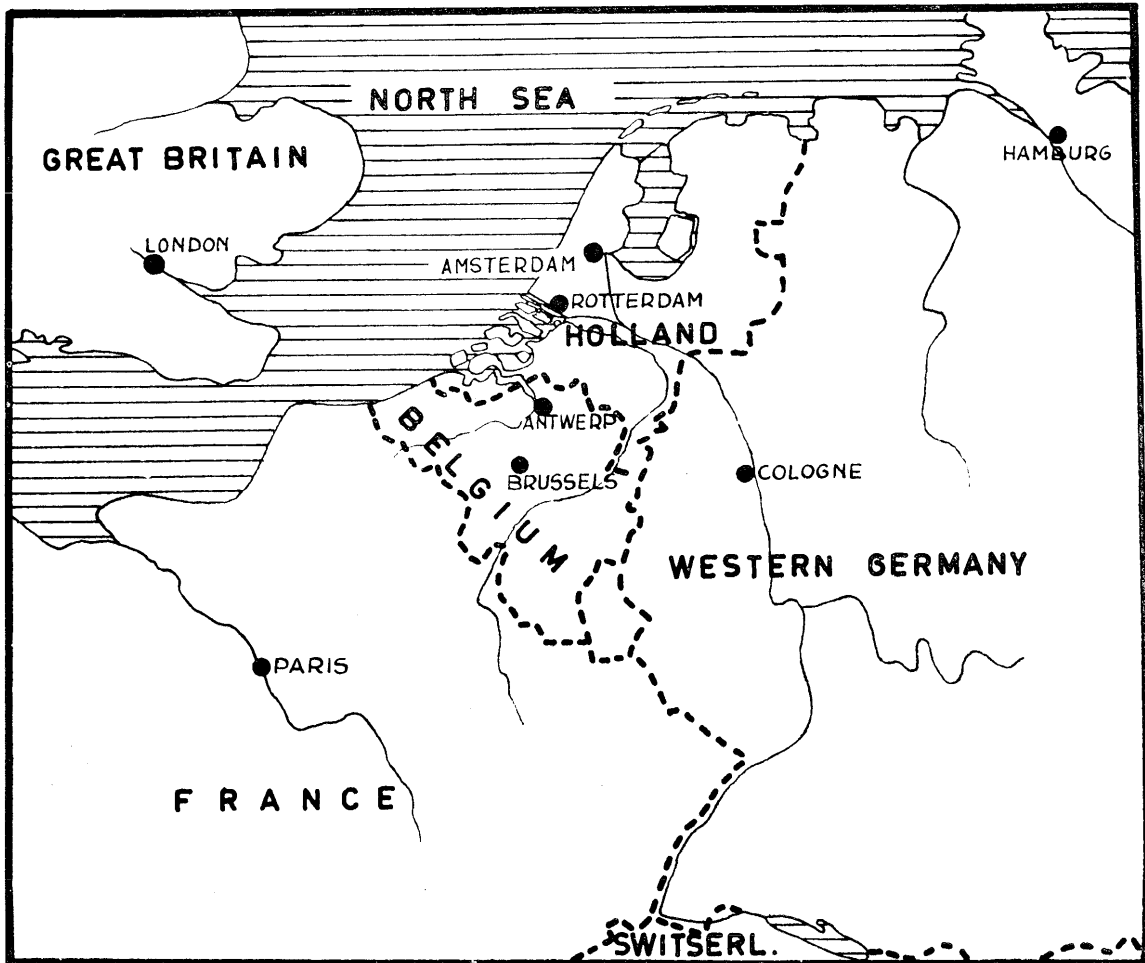 NORTH SEA
GREAT BRITAIN
HAMBURG
LONDON
AMSTERDAM
ROTTERDAM
HOLLAND
BELGIUM
ANTWERP
BRUSSELS
COLOGNE
WESTERN GERMANY
PARIS
FRANCE
SWITSERL.